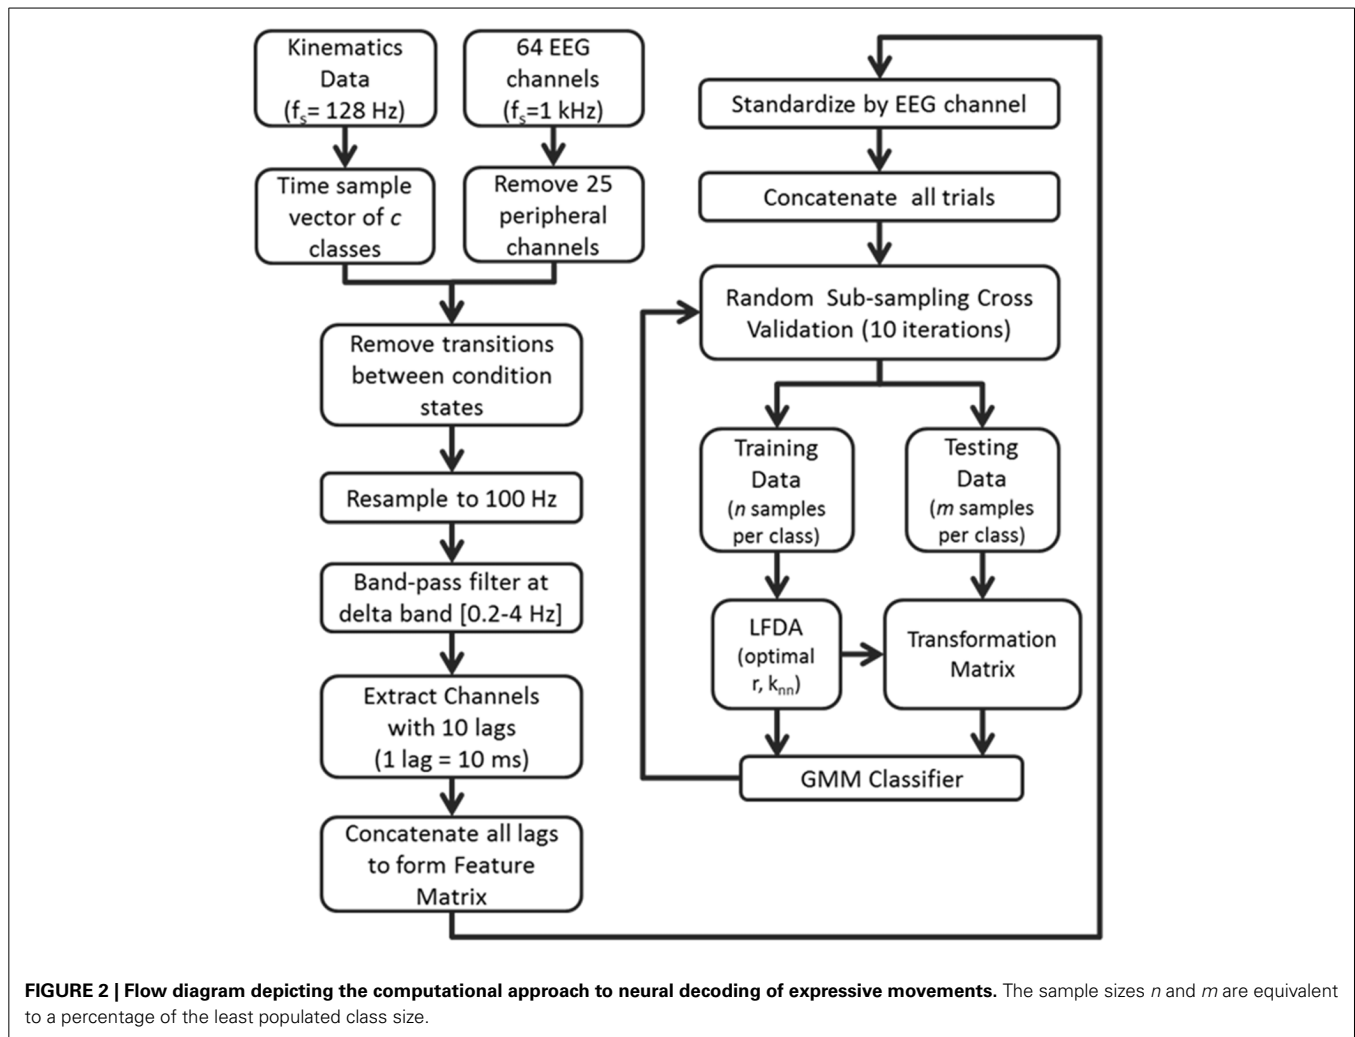 Kinematics
Data
(fs= 128 Hz)
64 EEG
channels
(fs=1 kHz)
Time sample
vector of c
classes
Remove 25
peripheral
channels
Remove transitions
between condition
states
Resample to 100 Hz
Band-pass filter at
delta band [0.2-4 Hz]
Extract Channels
with 10 lags
(1 lag = 10 ms)
Concatenate all lags
to form Feature
Matrix
Standardize by EEG channel
Concatenate all trials
Random Sub-sampling Cross
Validation (10 iterations)
Training
Data
(n samples
per class)
Testing
Data
(m samples
per class)
LFDA
(optimal
r, knn)
Transformation
Matrix
GMM Classifier
FIGURE 2 | Flow diagram depicting the computational approach to neural decoding of expressive movements. The sample sizes n and m are equivalent
to a percentage of the least populated class size.